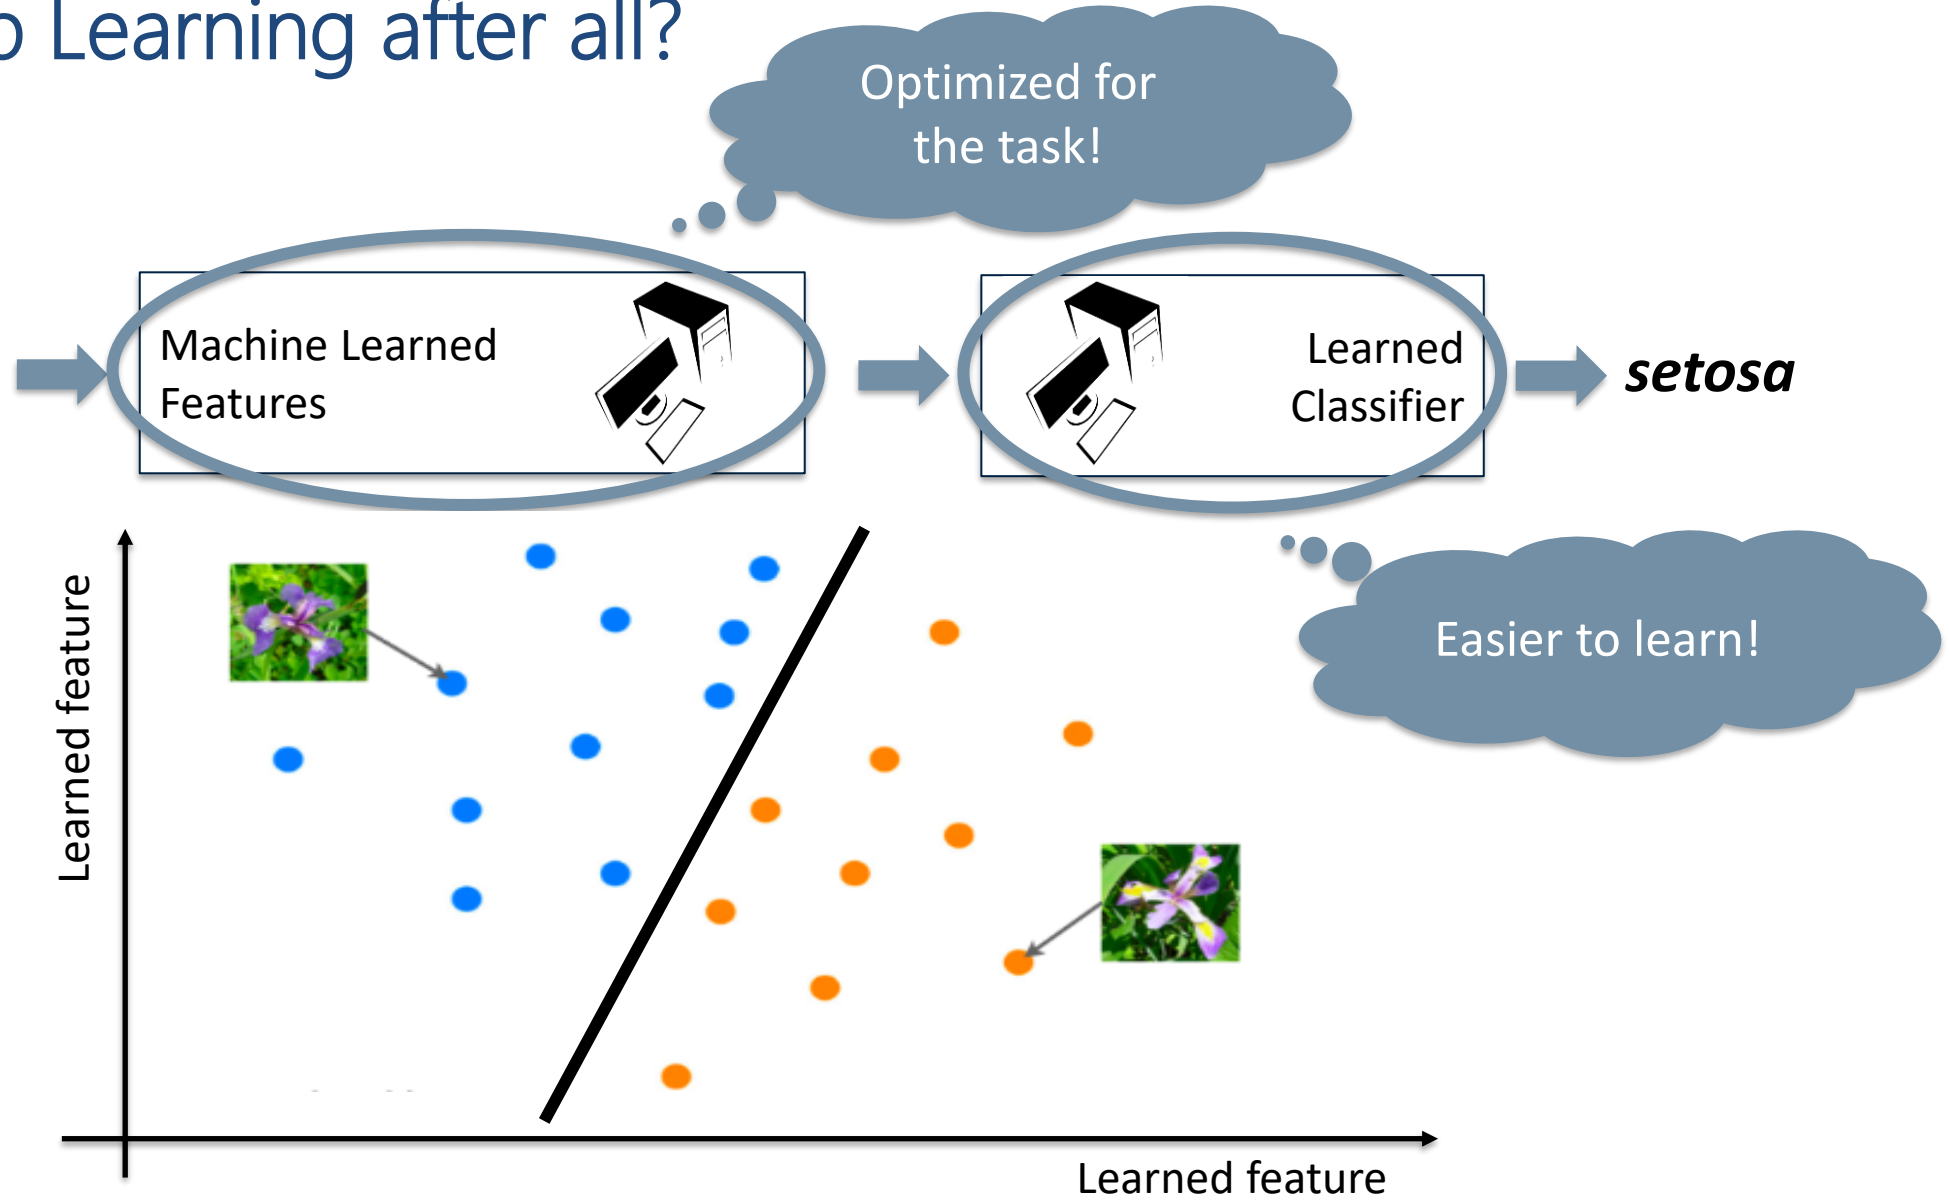 o Learning after all?
Optimized for
the task!
Machine Learned
Features
Learned
Classifier
setosa
Easier to learn!
Learned feature
Learned feature